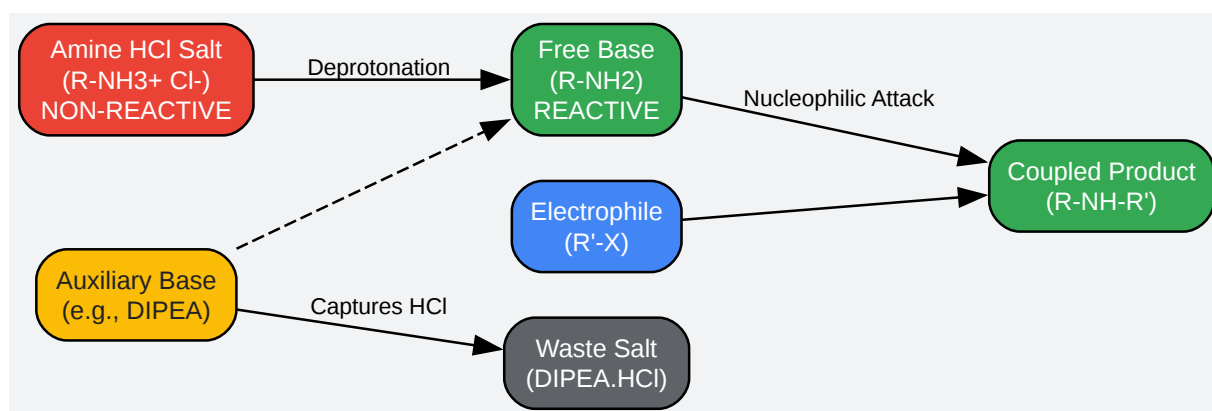 Amine HCl Salt
(R-NH3+ Cl-)
NON-REACTIVE
Deprotonation
Free Base
(R-NH2)
REACTIVE
Nucleophilic Attack
Coupled Product
(R-NH-R')
Electrophile
(R'-X)
Auxiliary Base
(e.g., DIPEA)
Captures HCl
Waste Salt
(DIPEA.HCl)